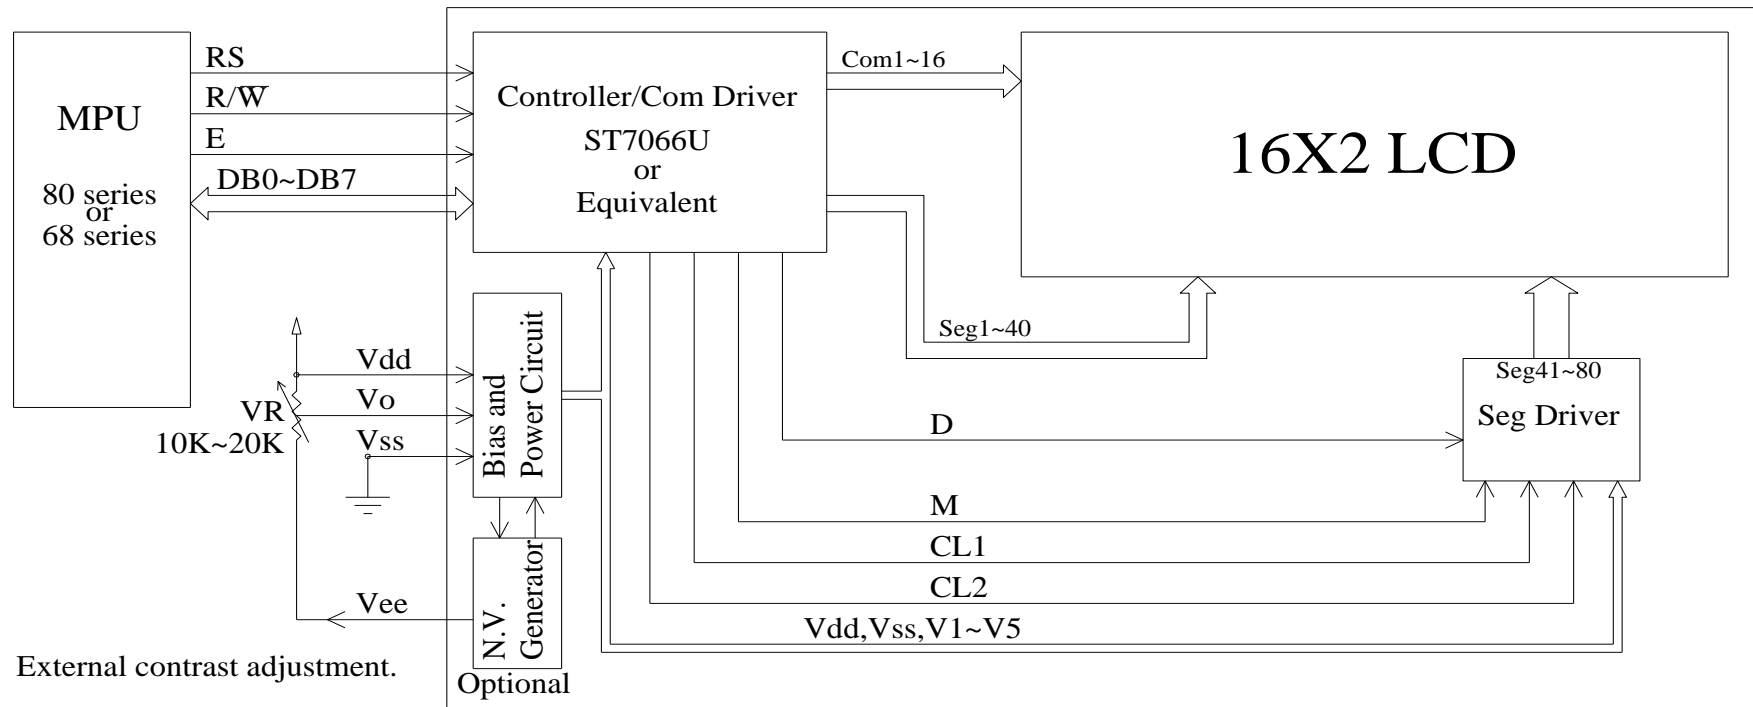 MPU
80 series
or
68 series
RS
R/W̅
E
DB0~DB7
Controller/Com Driver
ST7066U
or
Equivalent
Com1~16
16X2 LCD
Seg1~40
Seg41~80
Seg Driver
Vdd
Vo
Vss
VR
10K~20K
Bias and
Power Circuit
D
M
CL1
CL2
Vdd,Vss,V1~V5
N.V.
Generator
Vee
External contrast adjustment.
Optional